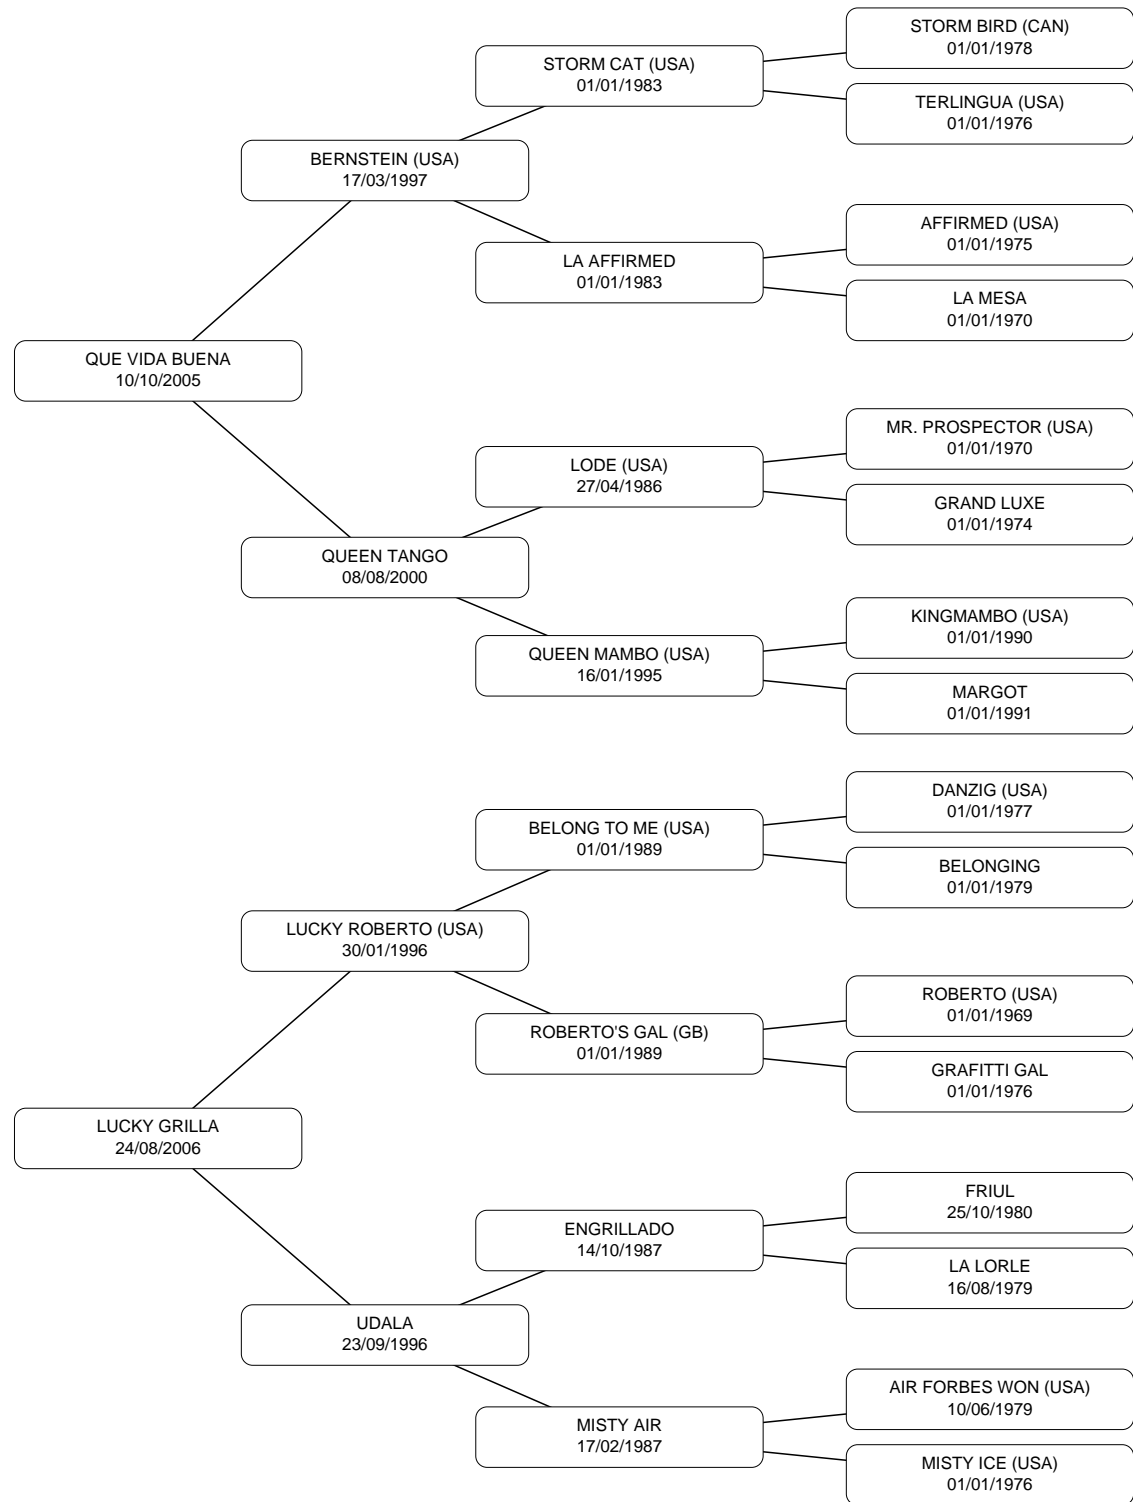 STORM BIRD (CAN)
01/01/1978
STORM CAT (USA)
01/01/1983
TERLINGUA (USA)
01/01/1976
BERNSTEIN (USA)
17/03/1997
AFFIRMED (USA)
01/01/1975
LA AFFIRMED
01/01/1983
LA MESA
01/01/1970
QUE VIDA BUENA
10/10/2005
MR. PROSPECTOR (USA)
01/01/1970
LODE (USA)
27/04/1986
GRAND LUXE
01/01/1974
QUEEN TANGO
08/08/2000
KINGMAMBO (USA)
01/01/1990
QUEEN MAMBO (USA)
16/01/1995
MARGOT
01/01/1991
DANZIG (USA)
01/01/1977
BELONG TO ME (USA)
01/01/1989
BELONGING
01/01/1979
LUCKY ROBERTO (USA)
30/01/1996
ROBERTO (USA)
01/01/1969
ROBERTO'S GAL (GB)
01/01/1989
GRAFITTI GAL
01/01/1976
LUCKY GRILLA
24/08/2006
FRIUL
25/10/1980
ENGRILLADO
14/10/1987
LA LORLE
16/08/1979
UDALA
23/09/1996
AIR FORBES WON (USA)
10/06/1979
MISTY AIR
17/02/1987
MISTY ICE (USA)
01/01/1976